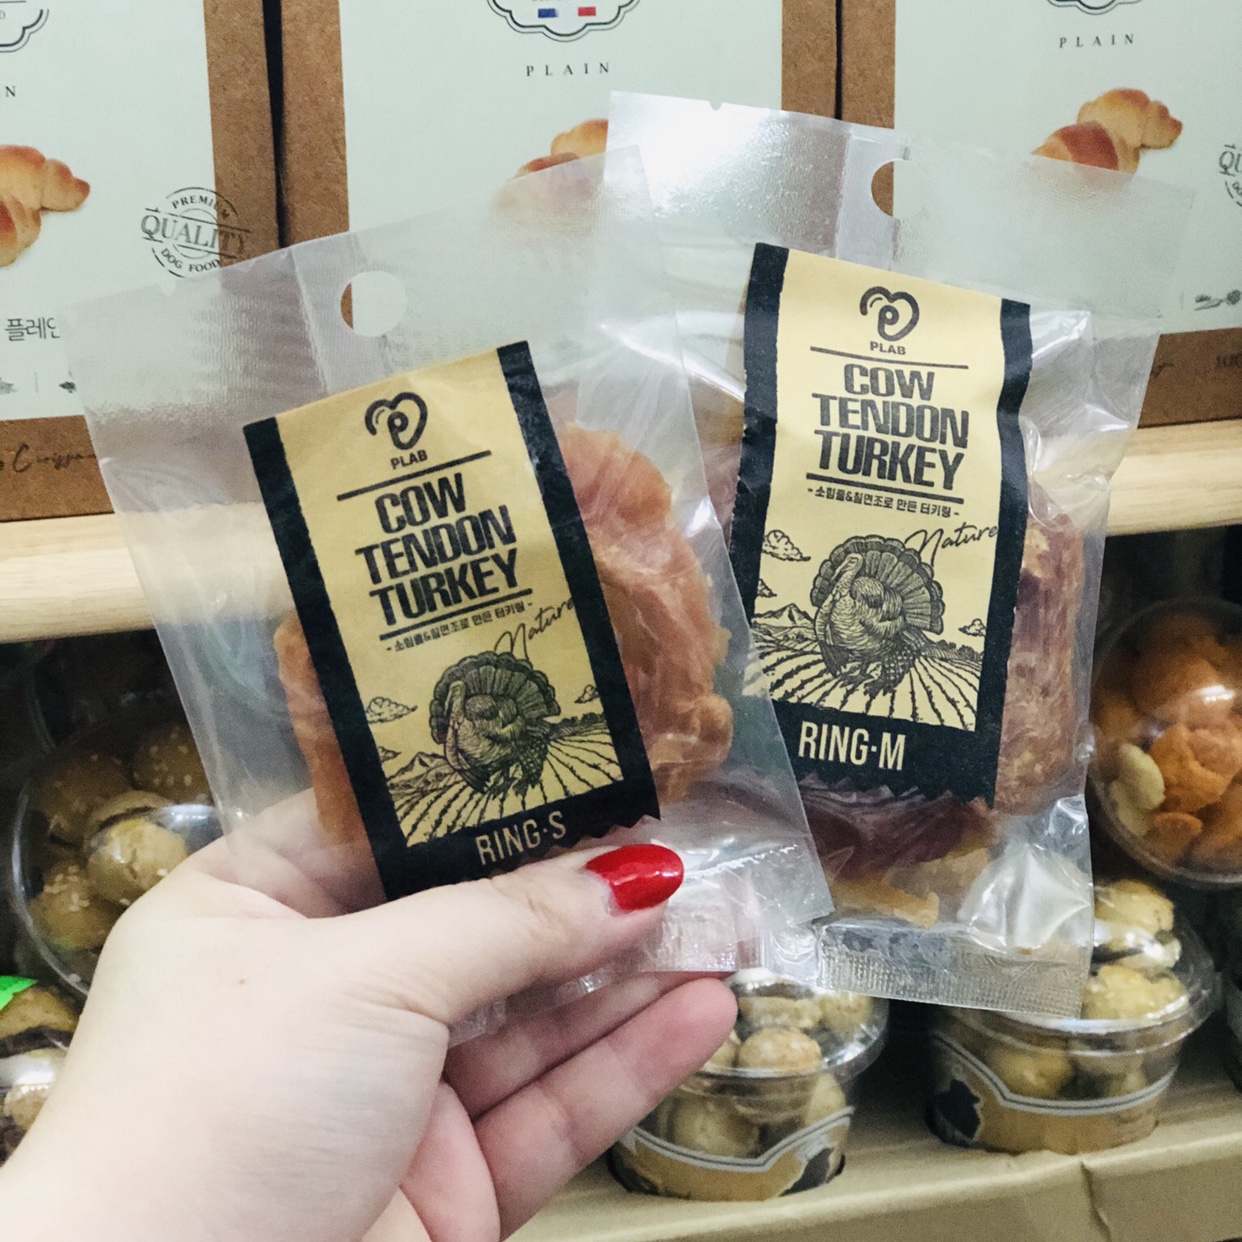 PLAIN
PLAIN
PREMIUM
QUALITY
DOG FOOD
플레인
PLAB
COW
TENDON
TURKEY
- 소힘줄&칠면조로 만든 터키링 -
Nature
RING·S
PLAB
COW
TENDON
TURKEY
- 소힘줄&칠면조로 만든 터키링 -
Nature
RING·M